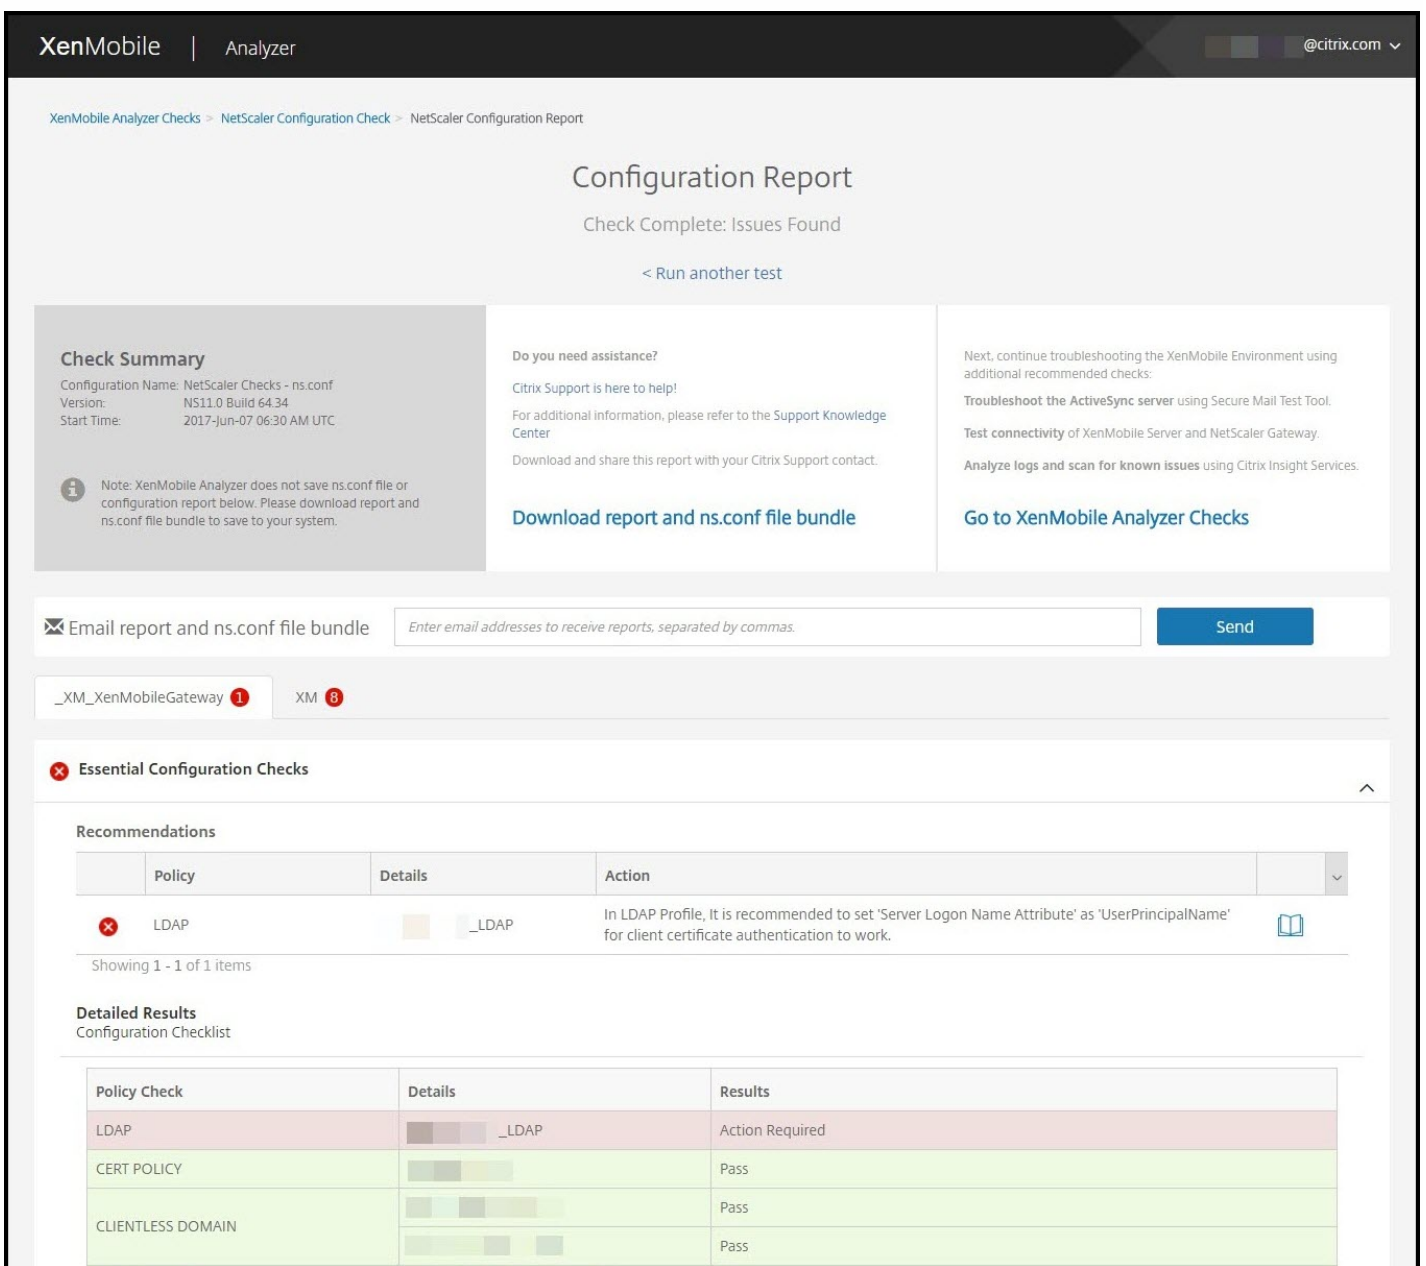 XenMobile | Analyzer
@citrix.com
XenMobile Analyzer Checks > NetScaler Configuration Check > NetScaler Configuration Report
Configuration Report
Check Complete: Issues Found
< Run another test
Check Summary
Configuration Name: NetScaler Checks - ns.conf
Version: NS11.0 Build 64.34
Start Time: 2017-Jun-07 06:30 AM UTC
Note: XenMobile Analyzer does not save ns.conf file or
configuration report below. Please download report and
ns.conf file bundle to save to your system.
Do you need assistance?
Citrix Support is here to help!
For additional information, please refer to the Support Knowledge
Center
Download and share this report with your Citrix Support contact.
Download report and ns.conf file bundle
Next, continue troubleshooting the XenMobile Environment using
additional recommended checks:
Troubleshoot the ActiveSync server using Secure Mail Test Tool.
Test connectivity of XenMobile Server and NetScaler Gateway.
Analyze logs and scan for known issues using Citrix Insight Services.
Go to XenMobile Analyzer Checks
Email report and ns.conf file bundle
Enter email addresses to receive reports, separated by commas.
Send
_XM_XenMobileGateway 1
XM 8
Essential Configuration Checks
Recommendations
Policy Details Action
LDAP _LDAP In LDAP Profile, It is recommended to set 'Server Logon Name Attribute' as 'UserPrincipalName'
for client certificate authentication to work.
Showing 1 - 1 of 1 items
Detailed Results
Configuration Checklist
Policy Check Details Results
LDAP _LDAP Action Required
CERT POLICY Pass
CLIENTLESS DOMAIN Pass
Pass